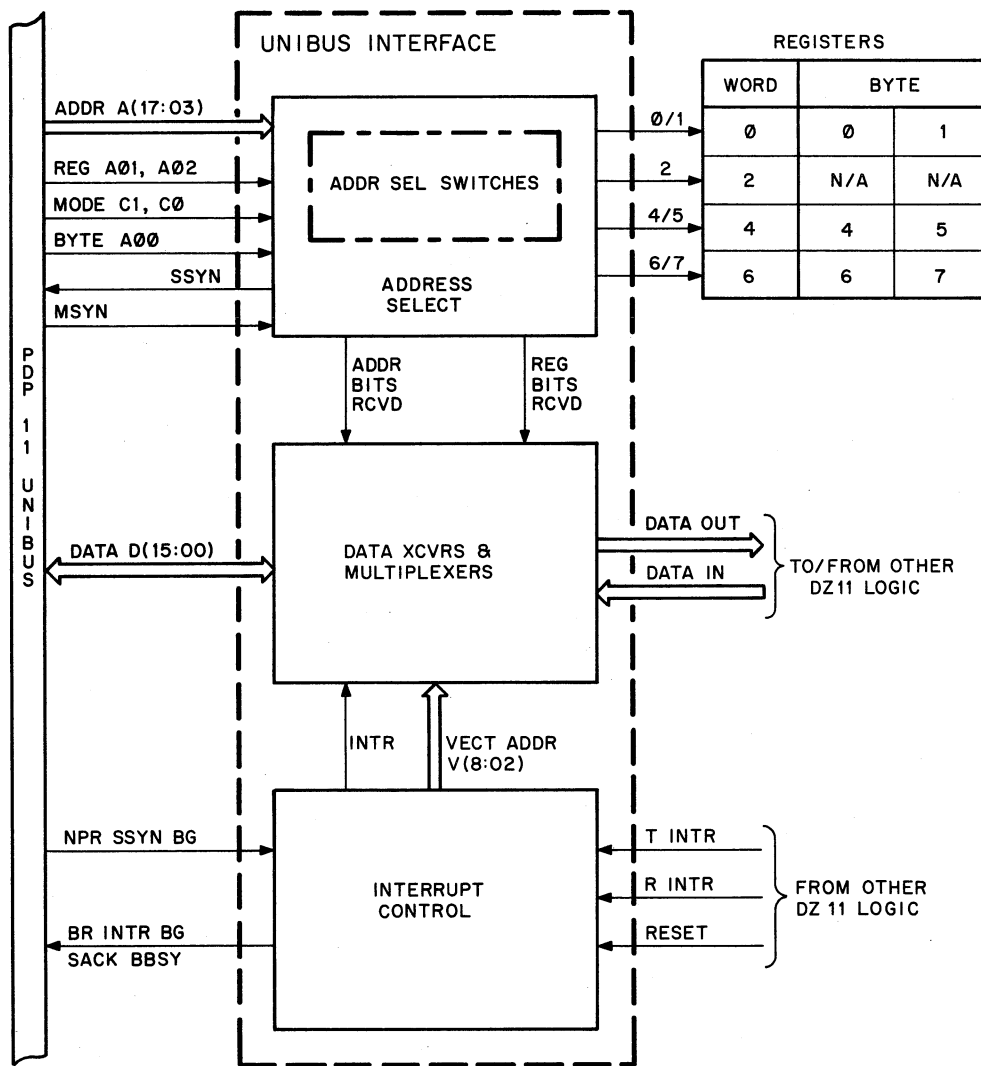 UNIBUS INTERFACE
REGISTERS
WORD BYTE
0 0 1
2 N/A N/A
4 4 5
6 6 7
ADDR A(17:03)
REG A01, A02
MODE C1, C0
BYTE A00
SSYN
MSYN
ADDR SEL SWITCHES
ADDRESS
SELECT
0/1
2
4/5
6/7
PDP 11 UNIBUS
ADDR
BITS
RCVD
REG
BITS
RCVD
DATA D(15:00)
DATA XCVRS &
MULTIPLEXERS
DATA OUT
DATA IN
TO/FROM OTHER
DZ11 LOGIC
INTR
VECT ADDR
V(8:02)
NPR SSYN BG
BR INTR BG
SACK BBSY
INTERRUPT
CONTROL
T INTR
R INTR
RESET
FROM OTHER
DZ 11 LOGIC